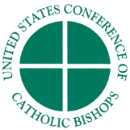 UNITED STATES CONFERENCE OF
CATHOLIC BISHOPS